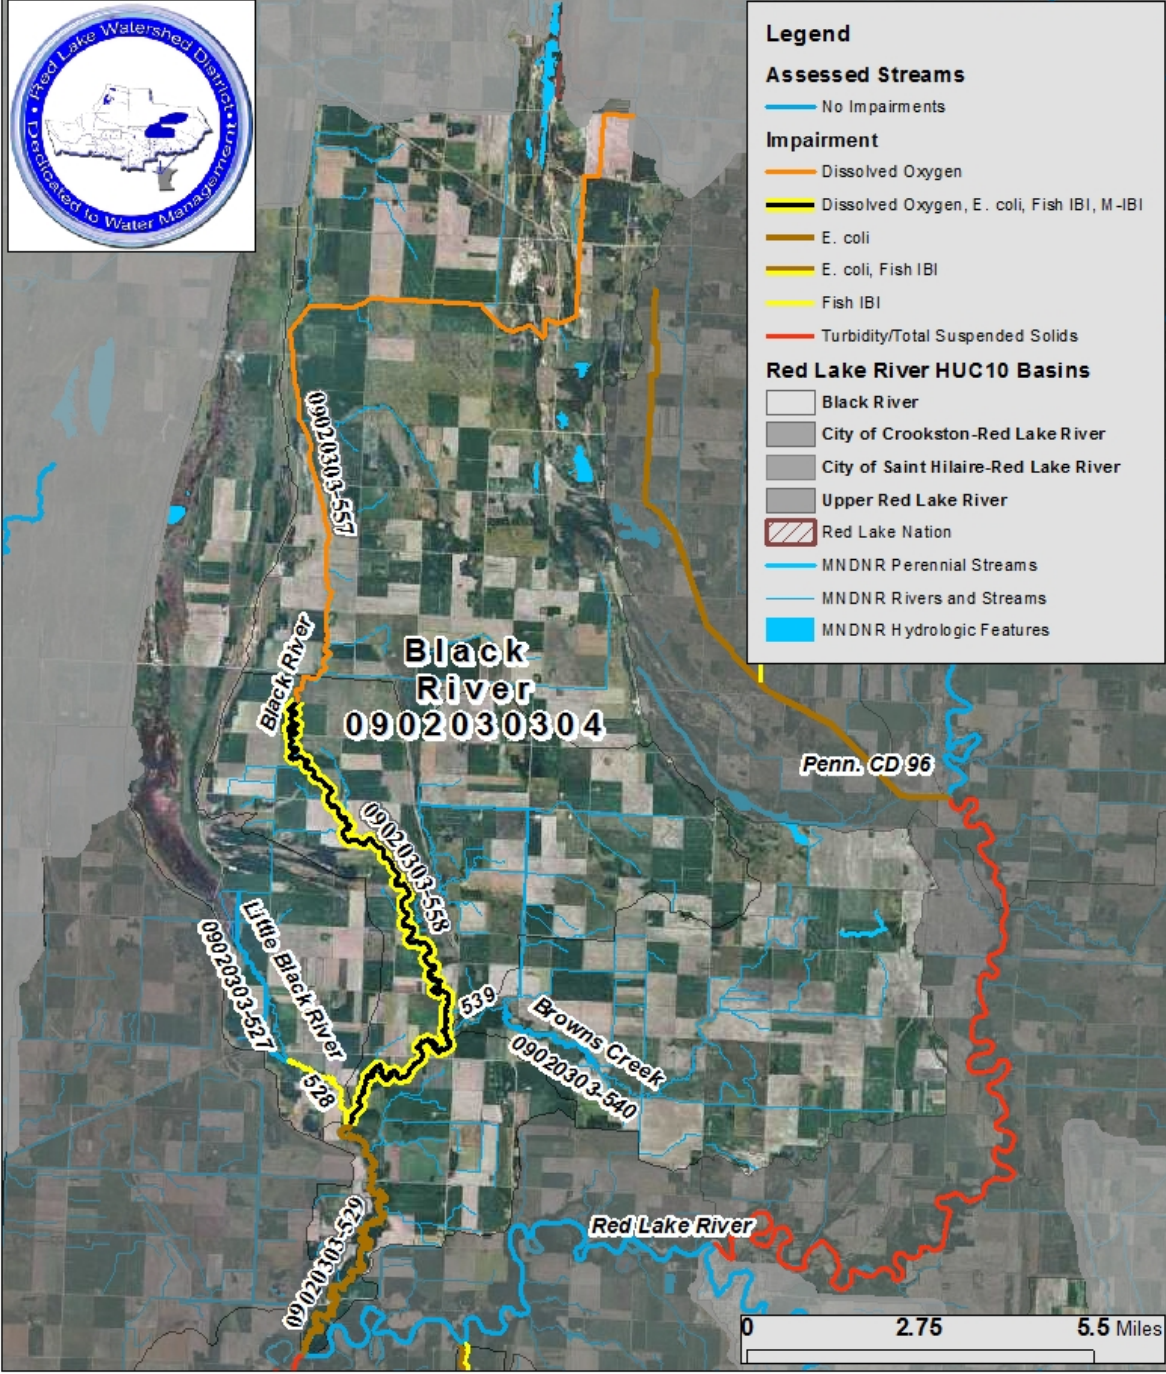 Red Lake Watershed District
Dedicated to Water Management
Legend
Assessed Streams
No Impairments
Impairment
Dissolved Oxygen
Dissolved Oxygen, E. coli, Fish IBI, M-IBI
E. coli
E. coli, Fish IBI
Fish IBI
Turbidity/Total Suspended Solids
Red Lake River HUC10 Basins
Black River
City of Crookston-Red Lake River
City of Saint Hilaire-Red Lake River
Upper Red Lake River
Red Lake Nation
MNDNR Perennial Streams
MNDNR Rivers and Streams
MNDNR Hydrologic Features
09020303-557
Black River
Black
River
0902030304
Penn. CD 96
09020303-558
Little Black River
09020303-527
539
Browns Creek
09020303-540
528
09020303-529
Red Lake River
0 2.75 5.5 Miles